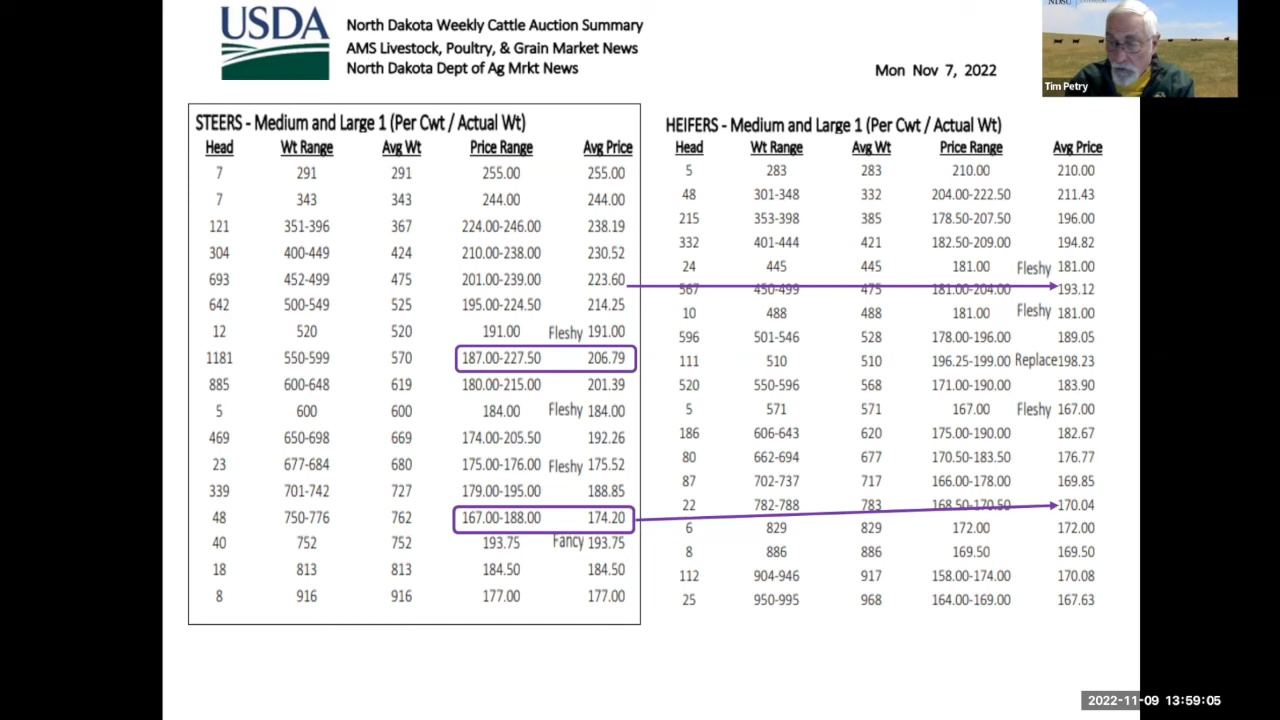 USDA
North Dakota Weekly Cattle Auction Summary
AMS Livestock, Poultry, & Grain Market News
North Dakota Dept of Ag Mrkt News
Mon Nov 7, 2022
NDSU
Tim Petry
STEERS - Medium and Large 1 (Per Cwt / Actual Wt)
Head Wt Range Avg Wt Price Range Avg Price
7 291 291 255.00 255.00
7 343 343 244.00 244.00
121 351-396 367 224.00-246.00 238.19
304 400-449 424 210.00-238.00 230.52
693 452-499 475 201.00-239.00 223.60
642 500-549 525 195.00-224.50 214.25
12 520 520 191.00 Fleshy 191.00
1181 550-599 570 187.00-227.50 206.79
885 600-648 619 180.00-215.00 201.39
5 600 600 184.00 Fleshy 184.00
469 650-698 669 174.00-205.50 192.26
23 677-684 680 175.00-176.00 Fleshy 175.52
339 701-742 727 179.00-195.00 188.85
48 750-776 762 167.00-188.00 174.20
40 752 752 193.75 Fancy 193.75
18 813 813 184.50 184.50
8 916 916 177.00 177.00
HEIFERS - Medium and Large 1 (Per Cwt / Actual Wt)
Head Wt Range Avg Wt Price Range Avg Price
5 283 283 210.00 210.00
48 301-348 332 204.00-222.50 211.43
215 353-398 385 178.50-207.50 196.00
332 401-444 421 182.50-209.00 194.82
24 445 445 181.00 Fleshy 181.00
567 450-499 475 181.00-204.00 193.12
10 488 488 181.00 Fleshy 181.00
596 501-546 528 178.00-196.00 189.05
111 510 510 196.25-199.00 Replace 198.23
520 550-596 568 171.00-190.00 183.90
5 571 571 167.00 Fleshy 167.00
186 606-643 620 175.00-190.00 182.67
80 662-694 677 170.50-183.50 176.77
87 702-737 717 166.00-178.00 169.85
22 782-788 783 168.50-170.50 170.04
6 829 829 172.00 172.00
8 886 886 169.50 169.50
112 904-946 917 158.00-174.00 170.08
25 950-995 968 164.00-169.00 167.63
2022-11-09 13:59:05